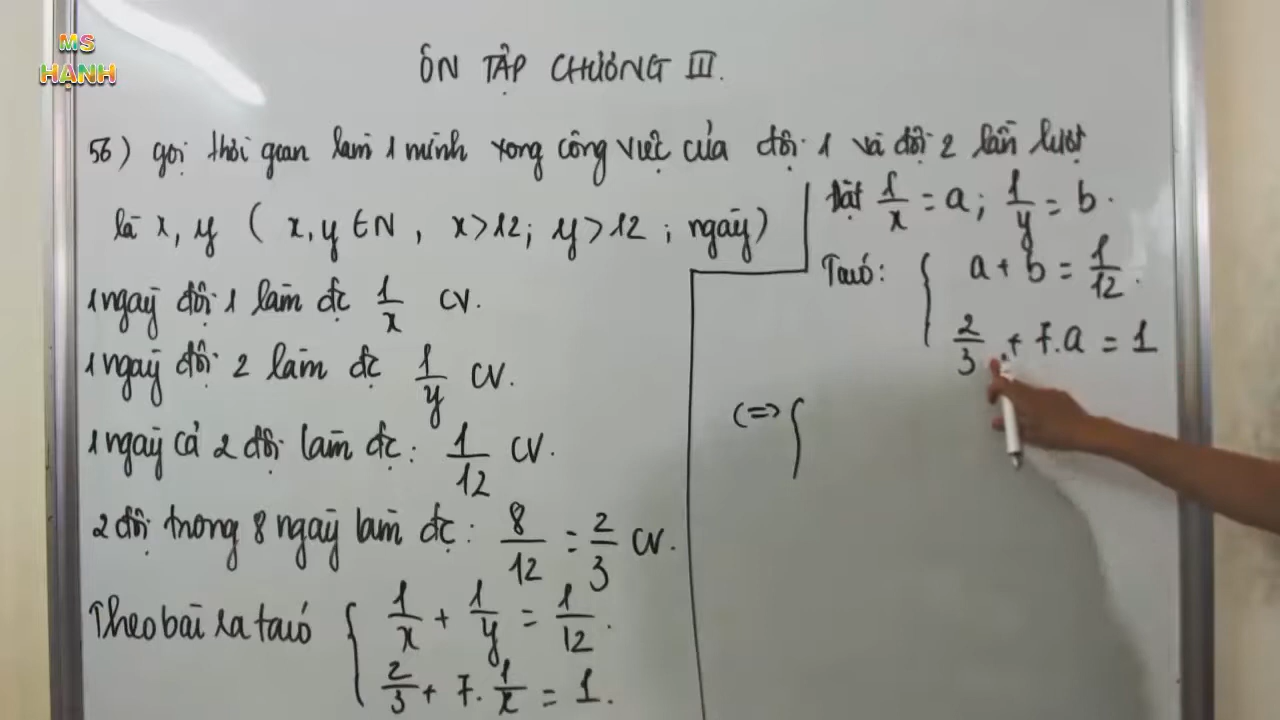 MS
HẠNH
ÔN TẬP CHƯƠNG III.
56) gọi thời gian làm 1 mình xong công việc của đội 1 và đội 2 lần lượt
là x, y ( x, y ∈ N , x > 12; y > 12 ; ngày)
1 ngày đội 1 làm đc 1/x CV.
1 ngày đội 2 làm đc 1/y CV.
1 ngày cả 2 đội làm đc: 1/12 CV.
2 đội trong 8 ngày làm đc: 8/12 = 2/3 CV.
Theo bài ra ta có { 1/x + 1/y = 1/12.
2/3 + 7. 1/x = 1.
Đặt 1/x = a; 1/y = b.
Ta có: { a + b = 1/12.
2/3 + 7.a = 1
<=> {